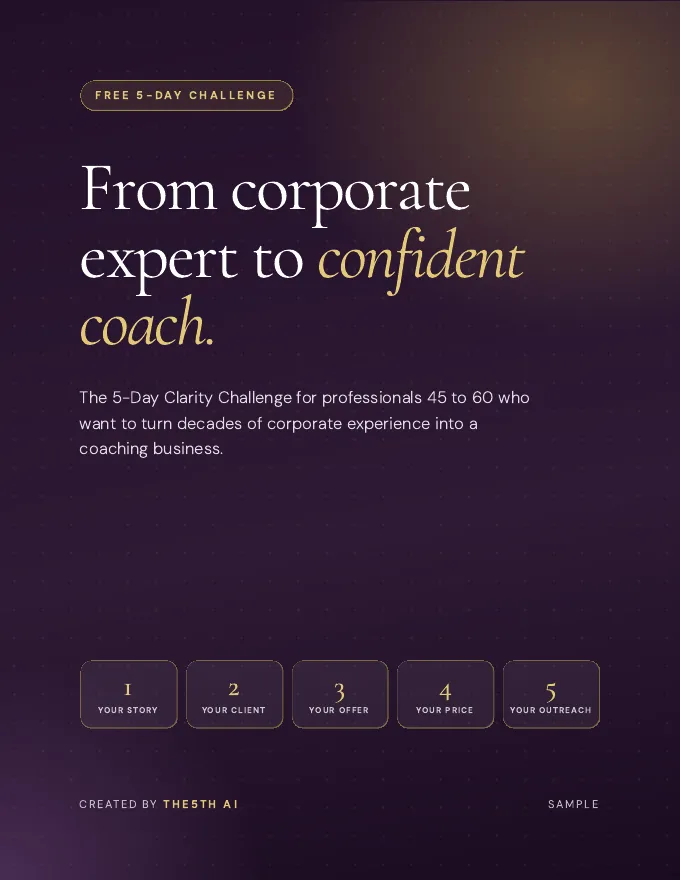 FREE 5-DAY CHALLENGE
From corporate
expert to confident
coach.
The 5-Day Clarity Challenge for professionals 45 to 60 who
want to turn decades of corporate experience into a
coaching business.
1 2 3 4 5
YOUR STORY YOUR CLIENT YOUR OFFER YOUR PRICE YOUR OUTREACH
CREATED BY THE5TH AI SAMPLE